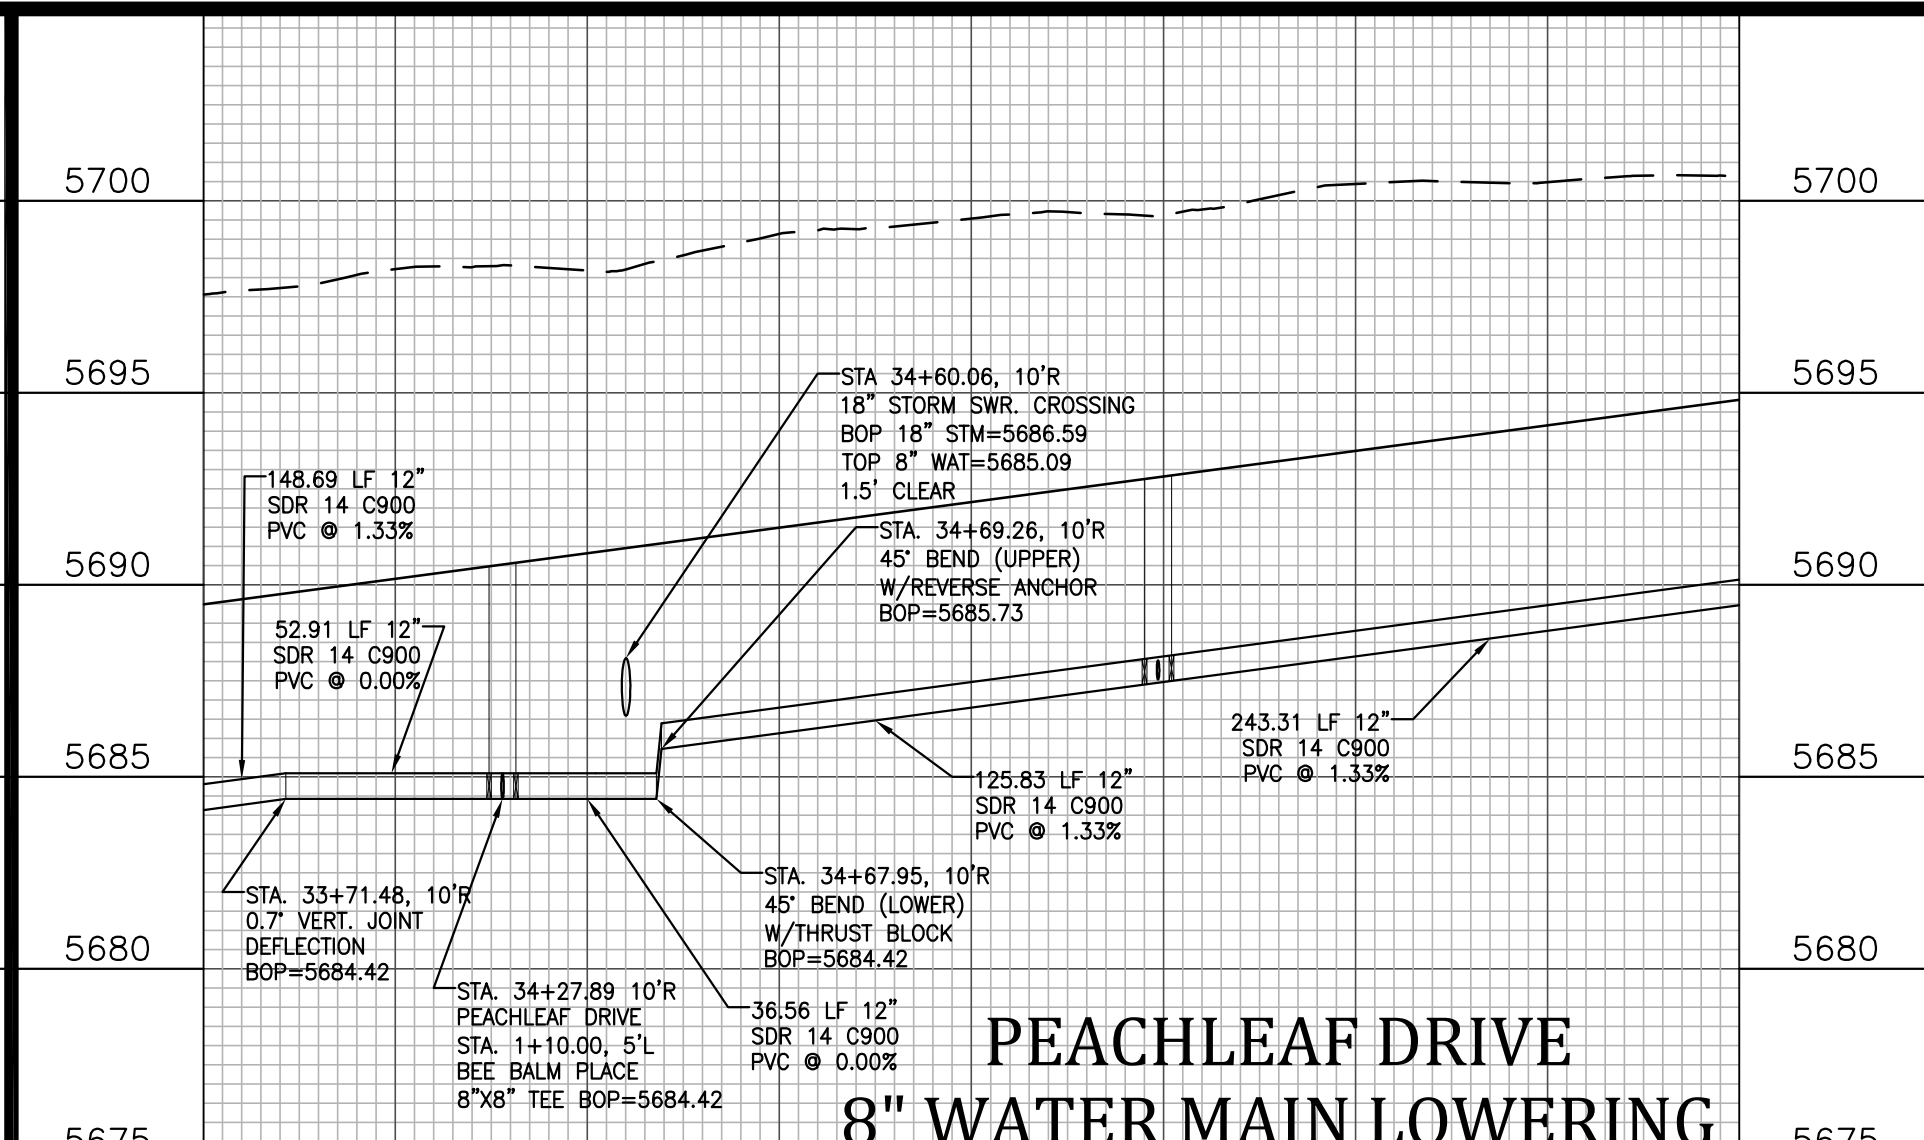 5700
5700
5695
5695
STA 34+60.06, 10'R
18" STORM SWR. CROSSING
BOP 18" STM=5686.59
TOP 8" WAT=5685.09
1.5' CLEAR
148.69 LF 12"
SDR 14 C900
PVC @ 1.33%
STA. 34+69.26, 10'R
45° BEND (UPPER)
W/REVERSE ANCHOR
BOP=5685.73
5690
5690
52.91 LF 12"
SDR 14 C900
PVC @ 0.00%
243.31 LF 12"
SDR 14 C900
PVC @ 1.33%
5685
5685
125.83 LF 12"
SDR 14 C900
PVC @ 1.33%
STA. 34+67.95, 10'R
45° BEND (LOWER)
W/THRUST BLOCK
BOP=5684.42
STA. 33+71.48, 10'R
0.7° VERT. JOINT
DEFLECTION
BOP=5684.42
5680
5680
STA. 34+27.89 10'R
PEACHLEAF DRIVE
STA. 1+10.00, 5'L
BEE BALM PLACE
8"X8" TEE BOP=5684.42
36.56 LF 12"
SDR 14 C900
PVC @ 0.00%
PEACHLEAF DRIVE
8" WATER MAIN LOWERING
5675
5675